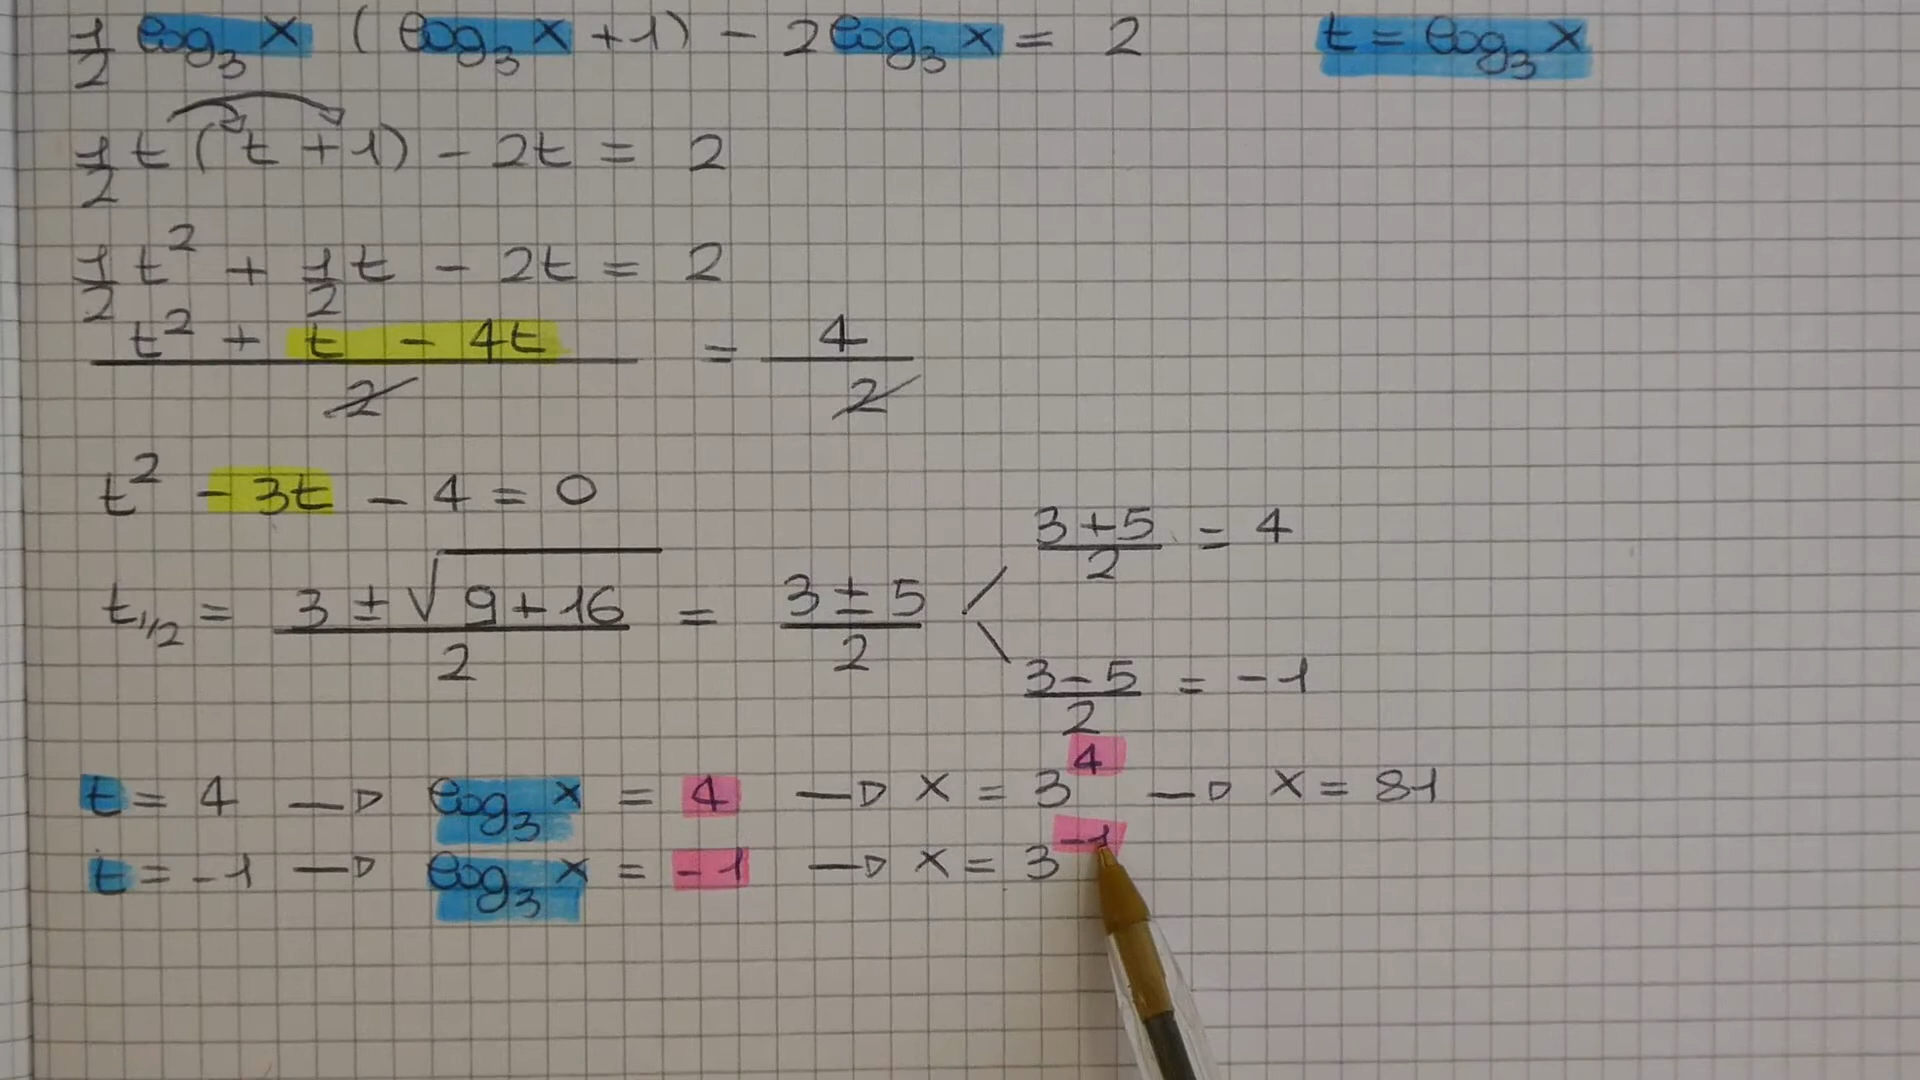 1/2 log₃ x (log₃ x + 1) - 2 log₃ x = 2 t = log₃ x
1/2 t (t + 1) - 2t = 2
1/2 t² + 1/2 t - 2t = 2
(t² + t - 4t)/2 = 4/2
t² - 3t - 4 = 0
t₁/₂ = (3 ± √(9 + 16))/2 = (3 ± 5)/2
(3 + 5)/2 = 4
(3 - 5)/2 = -1
t = 4 → log₃ x = 4 → x = 3⁴ → x = 81
t = -1 → log₃ x = -1 → x = 3⁻¹